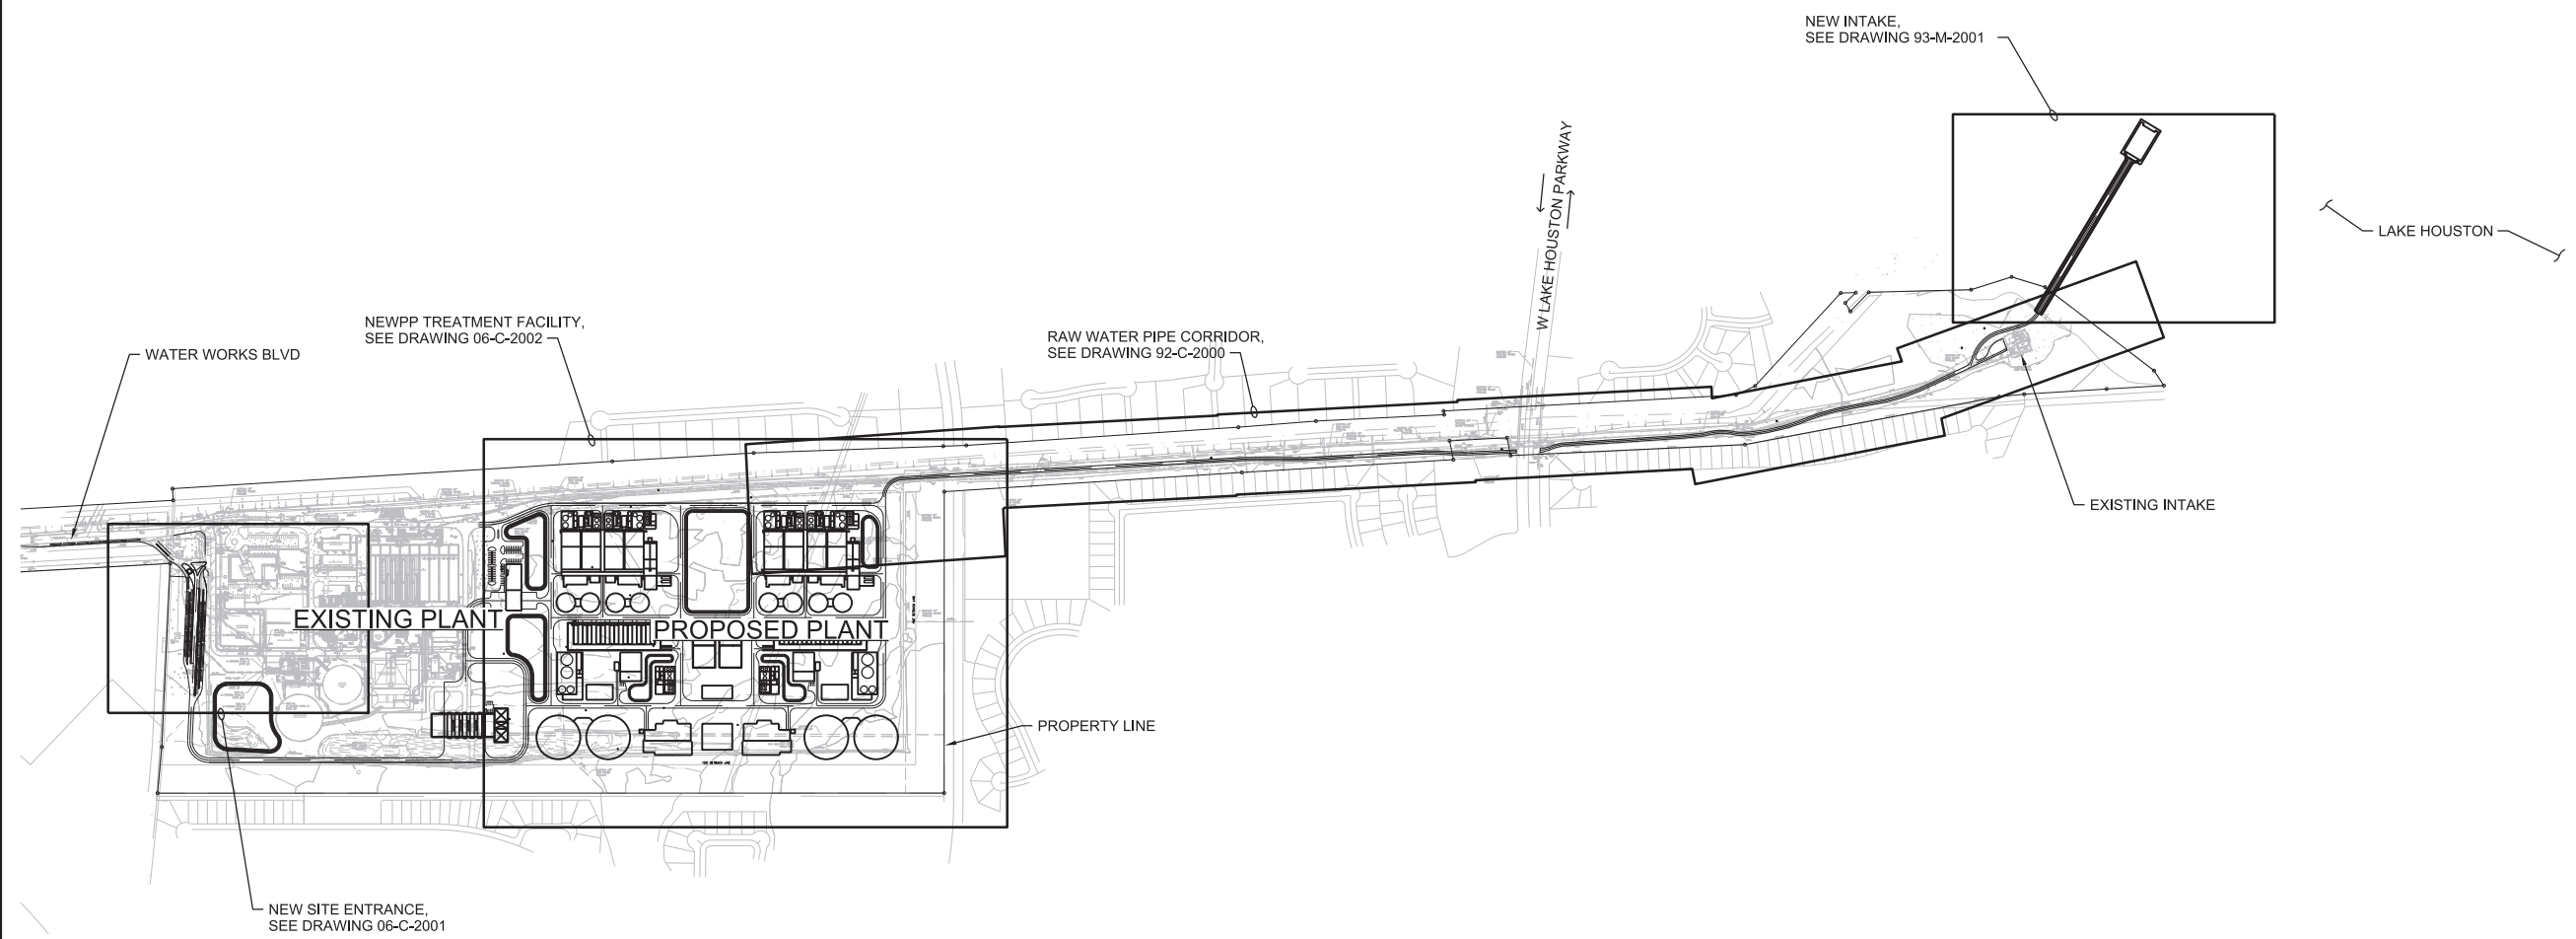 NEW INTAKE,
SEE DRAWING 93-M-2001
W LAKE HOUSTON PARKWAY
LAKE HOUSTON
NEWPP TREATMENT FACILITY,
SEE DRAWING 06-C-2002
RAW WATER PIPE CORRIDOR,
SEE DRAWING 92-C-2000
WATER WORKS BLVD
EXISTING INTAKE
EXISTING PLANT
PROPOSED PLANT
PROPERTY LINE
NEW SITE ENTRANCE,
SEE DRAWING 06-C-2001